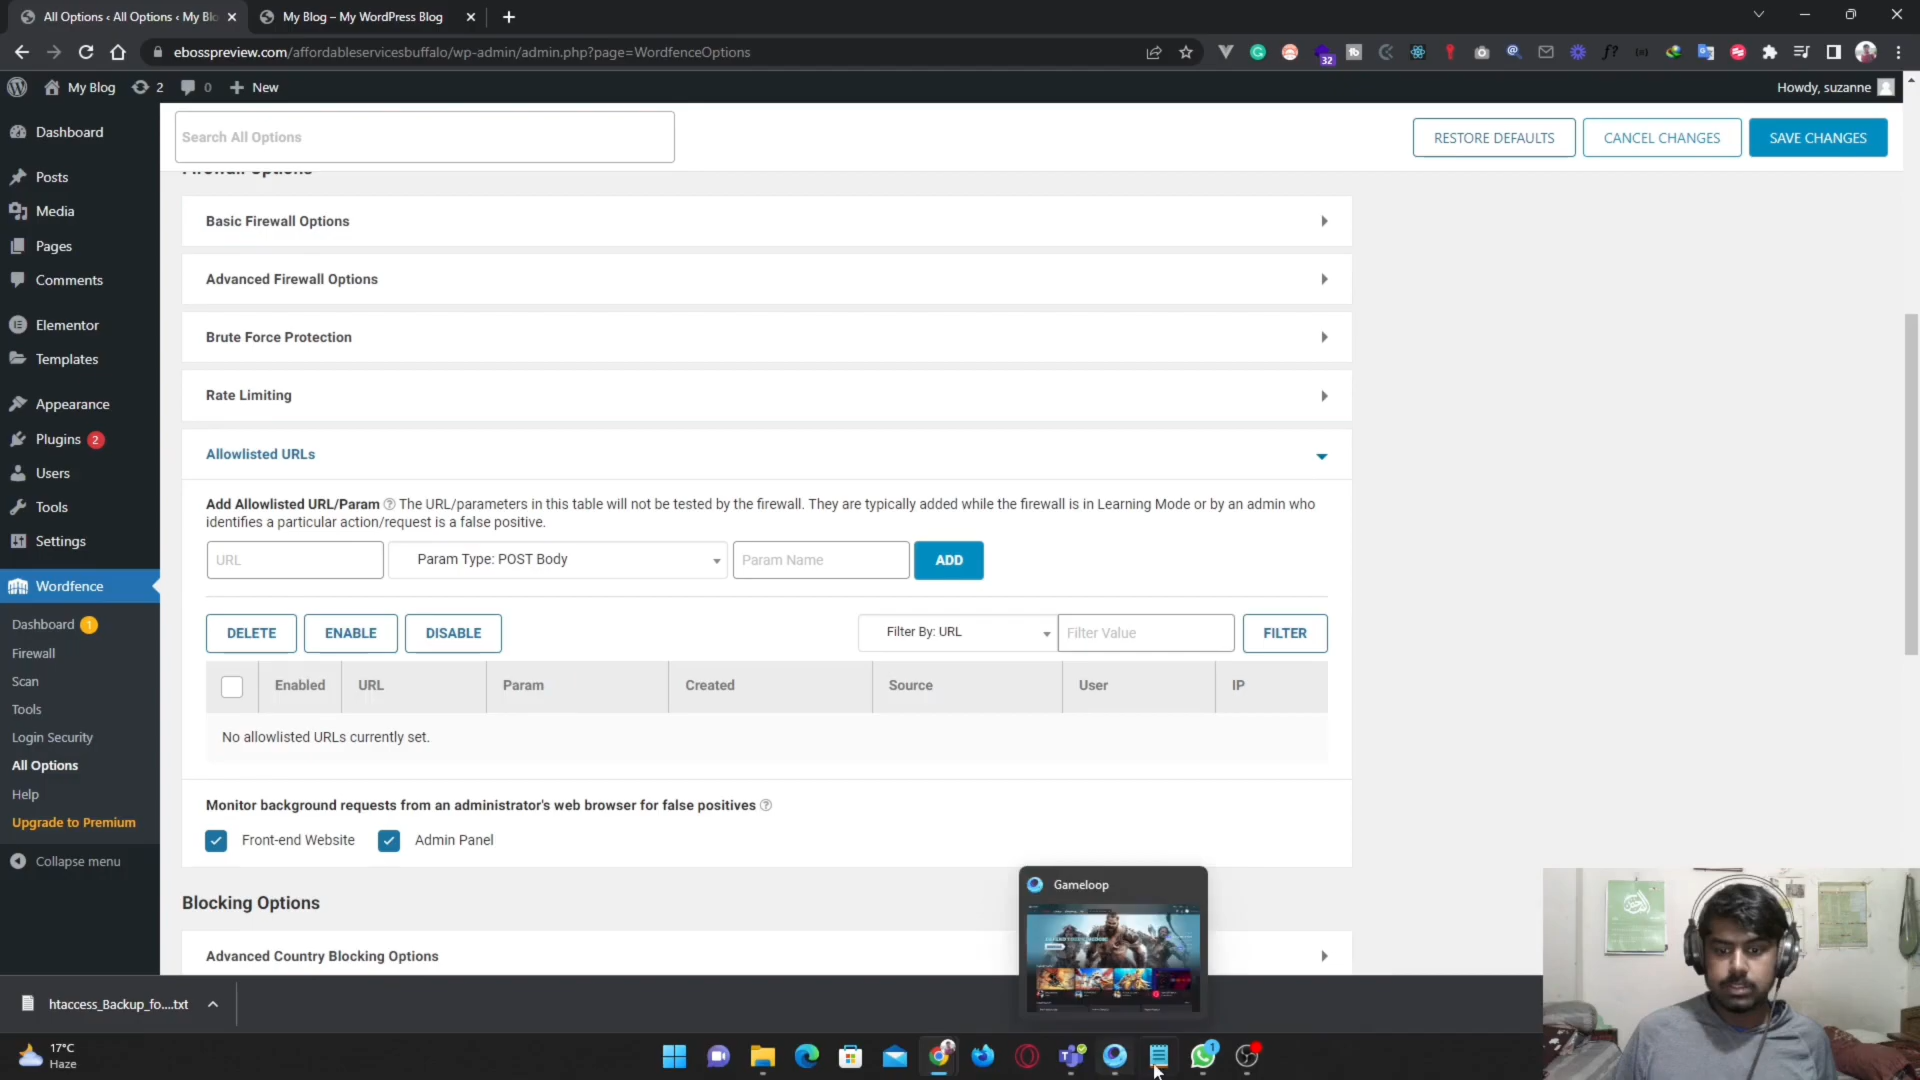 All Options ‹ All Options ‹ My Blo
My Blog – My WordPress Blog
ebosspreview.com/affordableservicesbuffalo/wp-admin/admin.php?page=WordfenceOptions
32
My Blog
2
0
New
Howdy, suzanne
Dashboard
Posts
Media
Pages
Comments
Elementor
Templates
Appearance
Plugins 2
Users
Tools
Settings
Wordfence
Dashboard 1
Firewall
Scan
Tools
Login Security
All Options
Help
Upgrade to Premium
Collapse menu
Search All Options
RESTORE DEFAULTS
CANCEL CHANGES
SAVE CHANGES
Firewall Options
Basic Firewall Options
Advanced Firewall Options
Brute Force Protection
Rate Limiting
Allowlisted URLs
Add Allowlisted URL/Param The URL/parameters in this table will not be tested by the firewall. They are typically added while the firewall is in Learning Mode or by an admin who
identifies a particular action/request is a false positive.
URL
Param Type: POST Body
Param Name
ADD
DELETE
ENABLE
DISABLE
Filter By: URL
Filter Value
FILTER
Enabled
URL
Param
Created
Source
User
IP
No allowlisted URLs currently set.
Monitor background requests from an administrator's web browser for false positives
Front-end Website
Admin Panel
Blocking Options
Advanced Country Blocking Options
Gameloop
htaccess_Backup_fo....txt
17°C
Haze
1